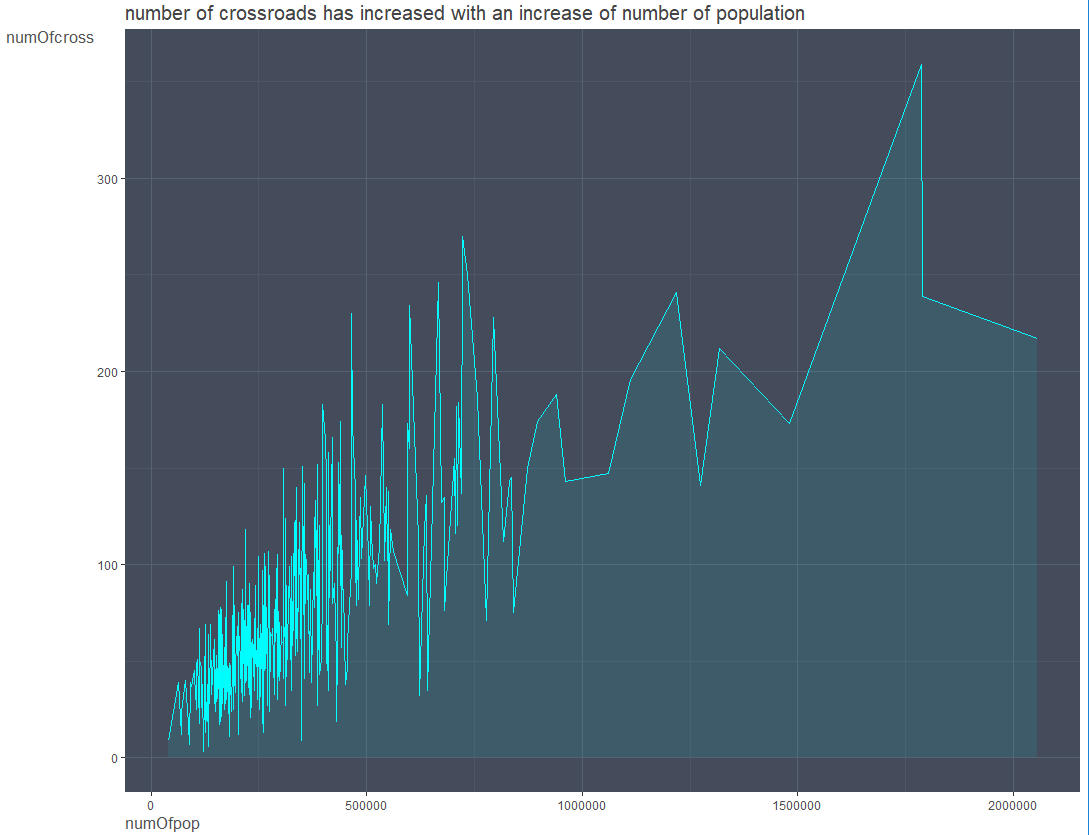 number of crossroads has increased with an increase of number of population
numOfcross
300
200
100
0
0 500000 1000000 1500000 2000000
numOfpop